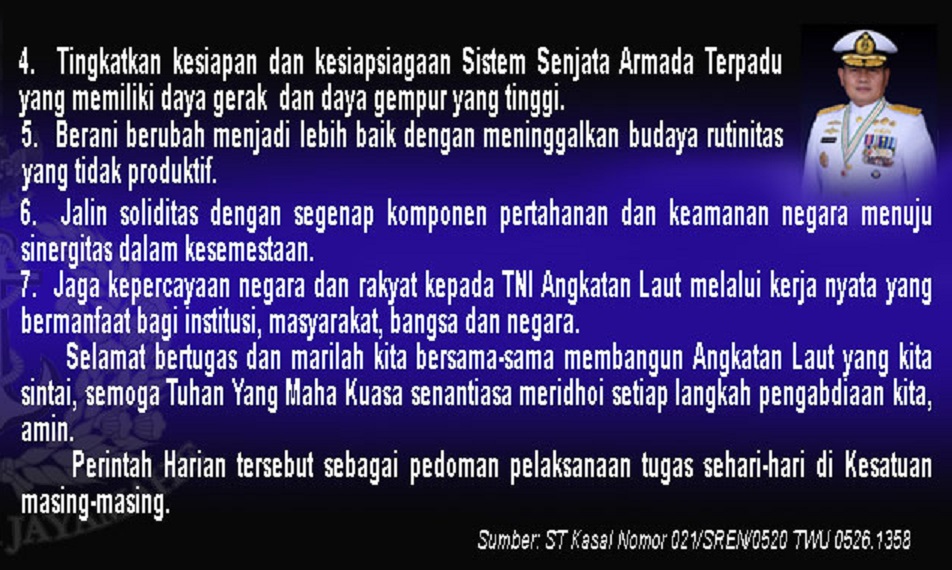 4. Tingkatkan kesiapan dan kesiapsiagaan Sistem Senjata Armada Terpadu
yang memiliki daya gerak dan daya gempur yang tinggi.
5. Berani berubah menjadi lebih baik dengan meninggalkan budaya rutinitas
yang tidak produktif.
6. Jalin soliditas dengan segenap komponen pertahanan dan keamanan negara menuju
sinergitas dalam kesemestaan.
7. Jaga kepercayaan negara dan rakyat kepada TNI Angkatan Laut melalui kerja nyata yang
bermanfaat bagi institusi, masyarakat, bangsa dan negara.
Selamat bertugas dan marilah kita bersama-sama membangun Angkatan Laut yang kita
sintai, semoga Tuhan Yang Maha Kuasa senantiasa meridhoi setiap langkah pengabdiaan kita,
amin.
Perintah Harian tersebut sebagai pedoman pelaksanaan tugas sehari-hari di Kesatuan
masing-masing.
Sumber: ST Kasal Nomor 021/SREN/0520 TWU 0526.1358